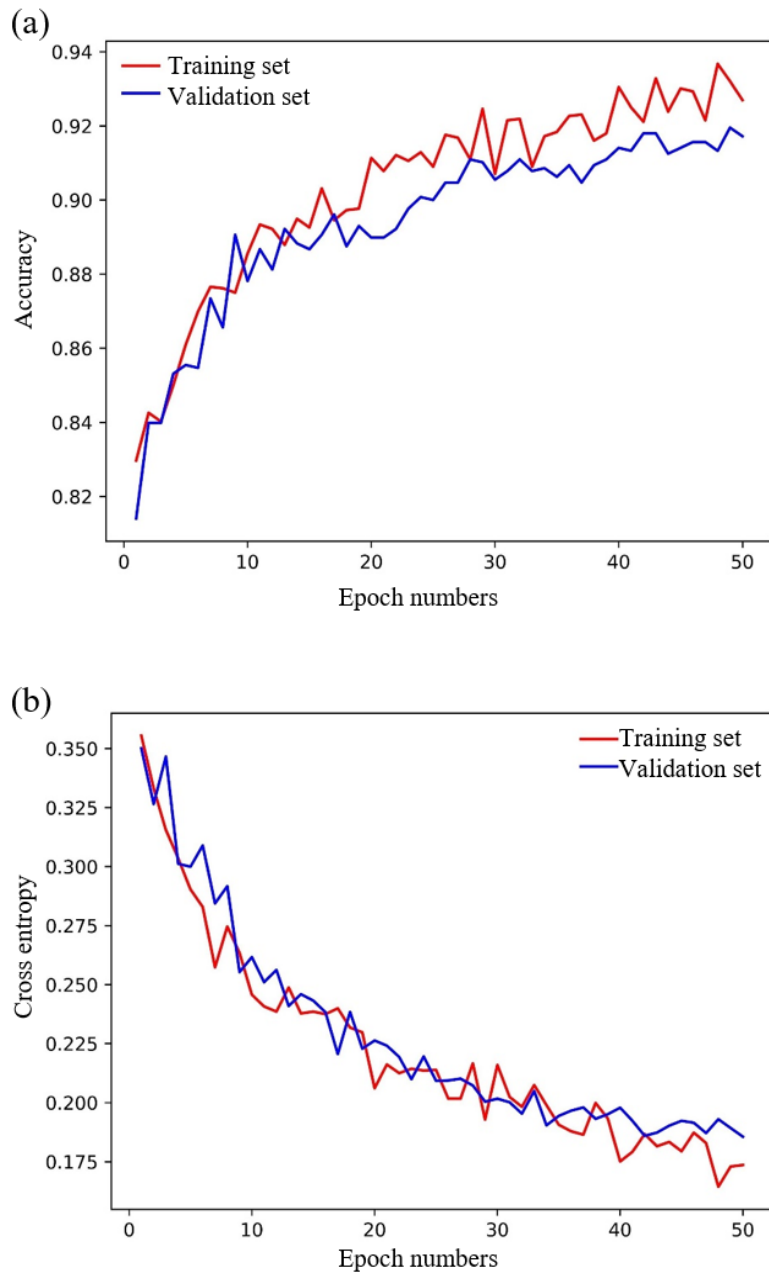 (a)
0.94
Training set
Validation set
0.92
0.90
0.88
0.86
0.84
0.82
Accuracy
0 10 20 30 40 50
Epoch numbers
(b)
0.350
Training set
Validation set
0.325
0.300
0.275
0.250
0.225
0.200
0.175
Cross entropy
0 10 20 30 40 50
Epoch numbers